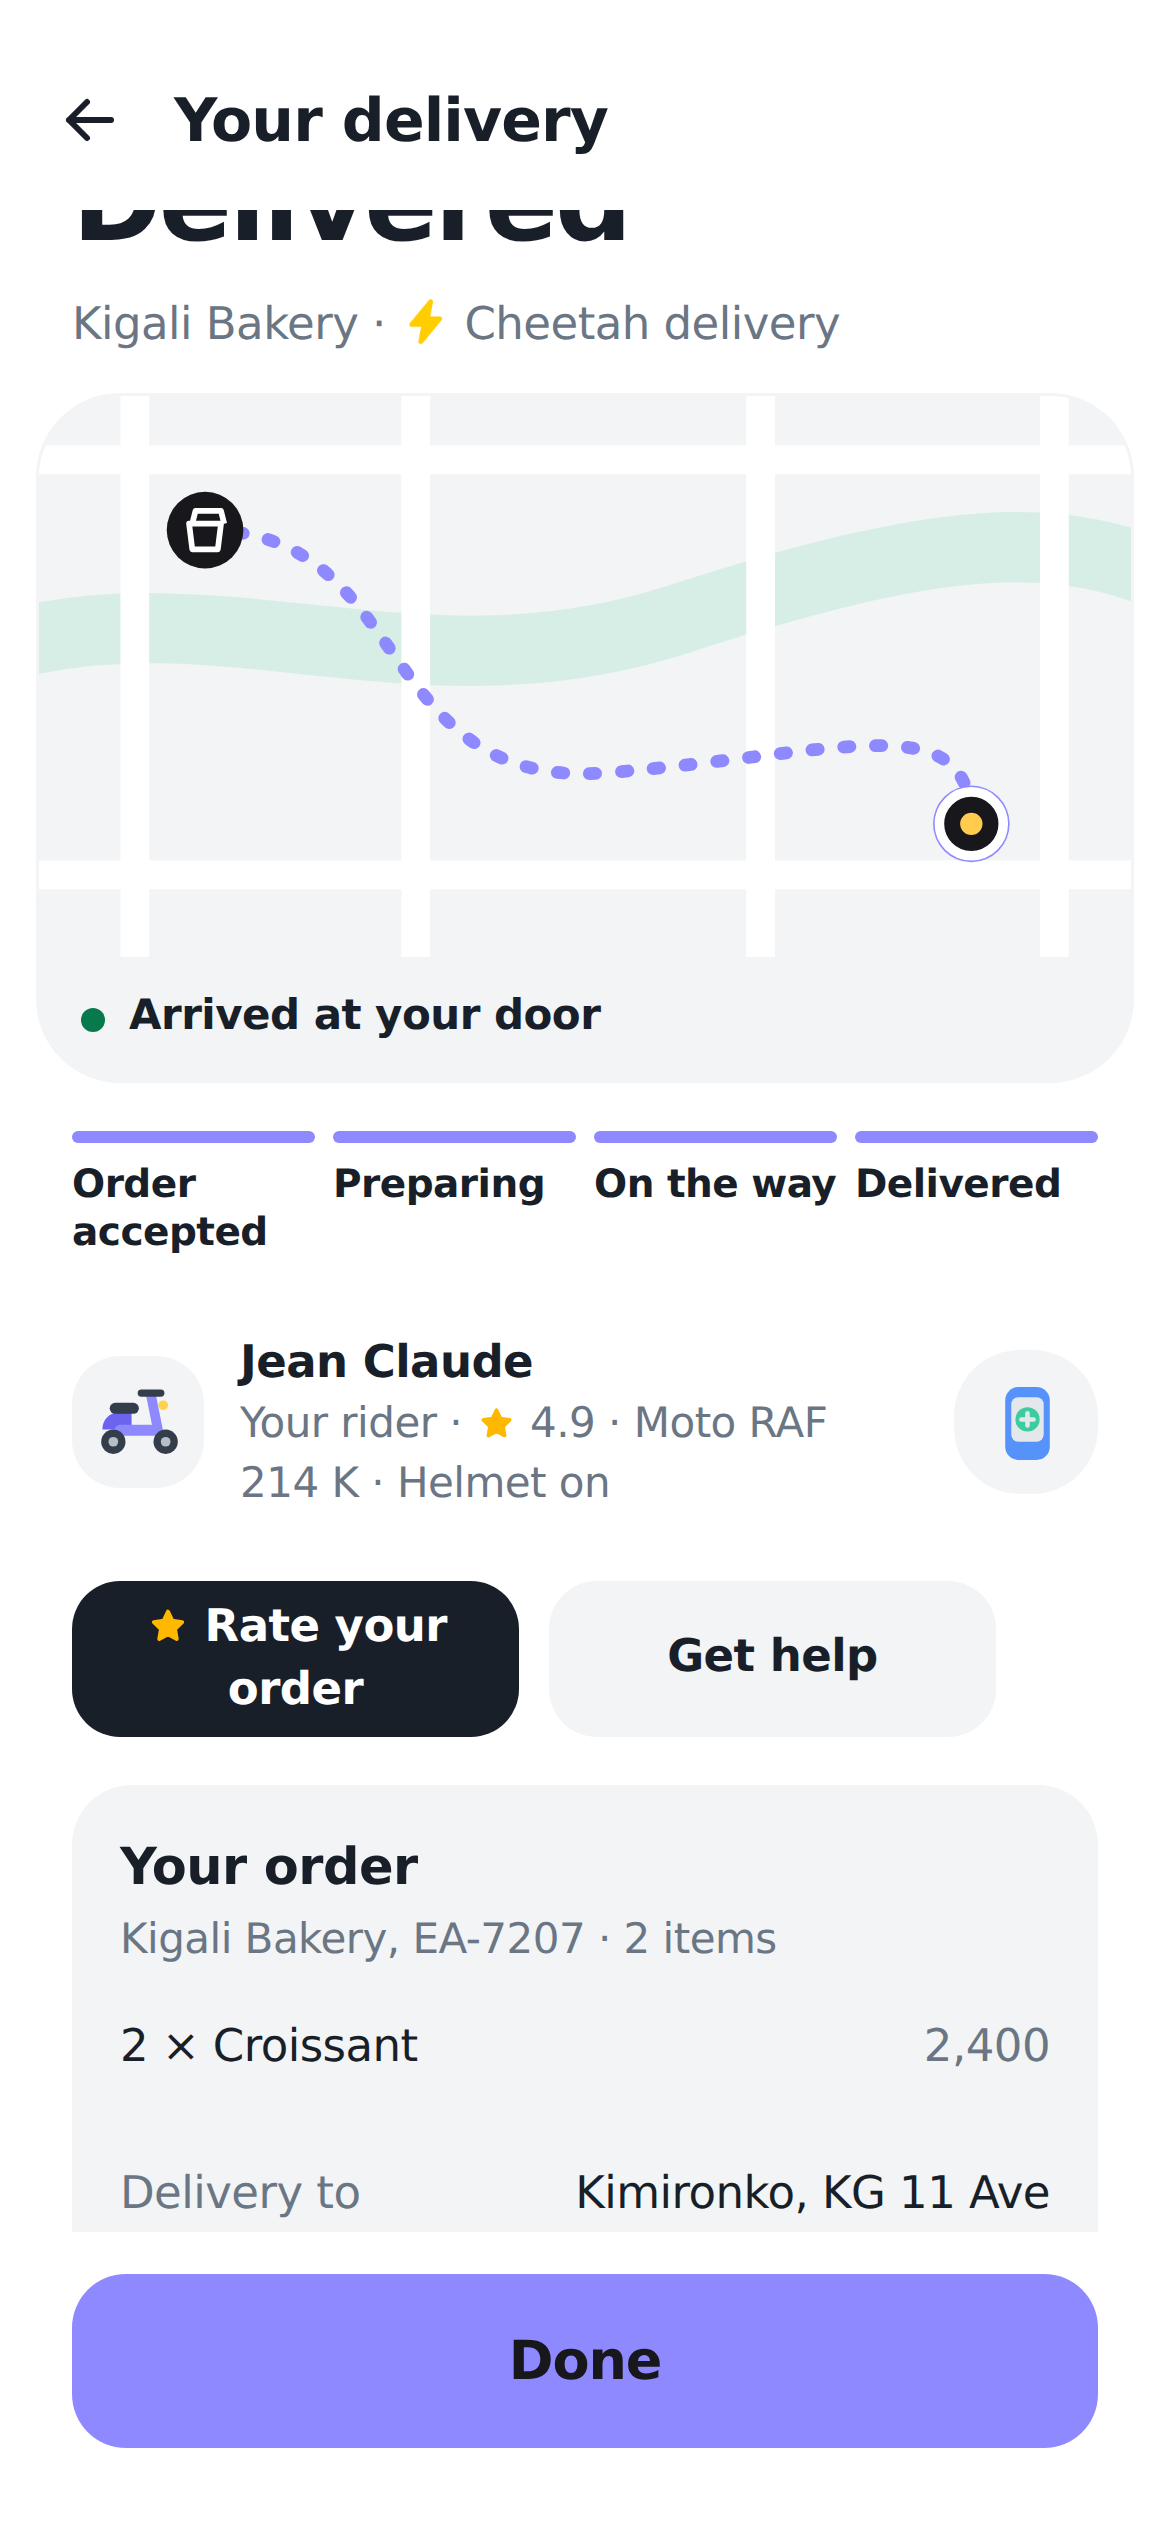 Your delivery
Delivered
Kigali Bakery · Cheetah delivery
Arrived at your door
Order accepted
Preparing
On the way
Delivered
Jean Claude
Your rider · 4.9 · Moto RAF
214 K · Helmet on
Rate your
order
Get help
Your order
Kigali Bakery, EA-7207 · 2 items
2 × Croissant 2,400
Delivery to Kimironko, KG 11 Ave
Done